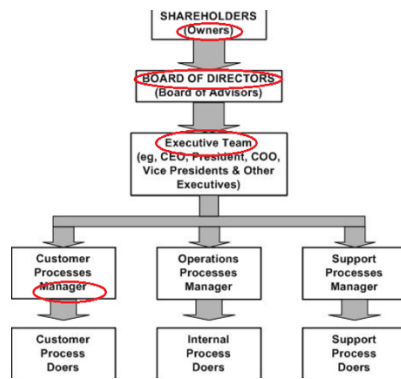 SHAREHOLDERS
(Owners)
BOARD OF DIRECTORS
(Board of Advisors)
Executive Team
(eg, CEO, President, COO,
Vice Presidents & Other
Executives)
Customer
Processes
Manager
Operations
Processes
Manager
Support
Processes
Manager
Customer
Process
Doers
Internal
Process
Doers
Support
Process
Doers